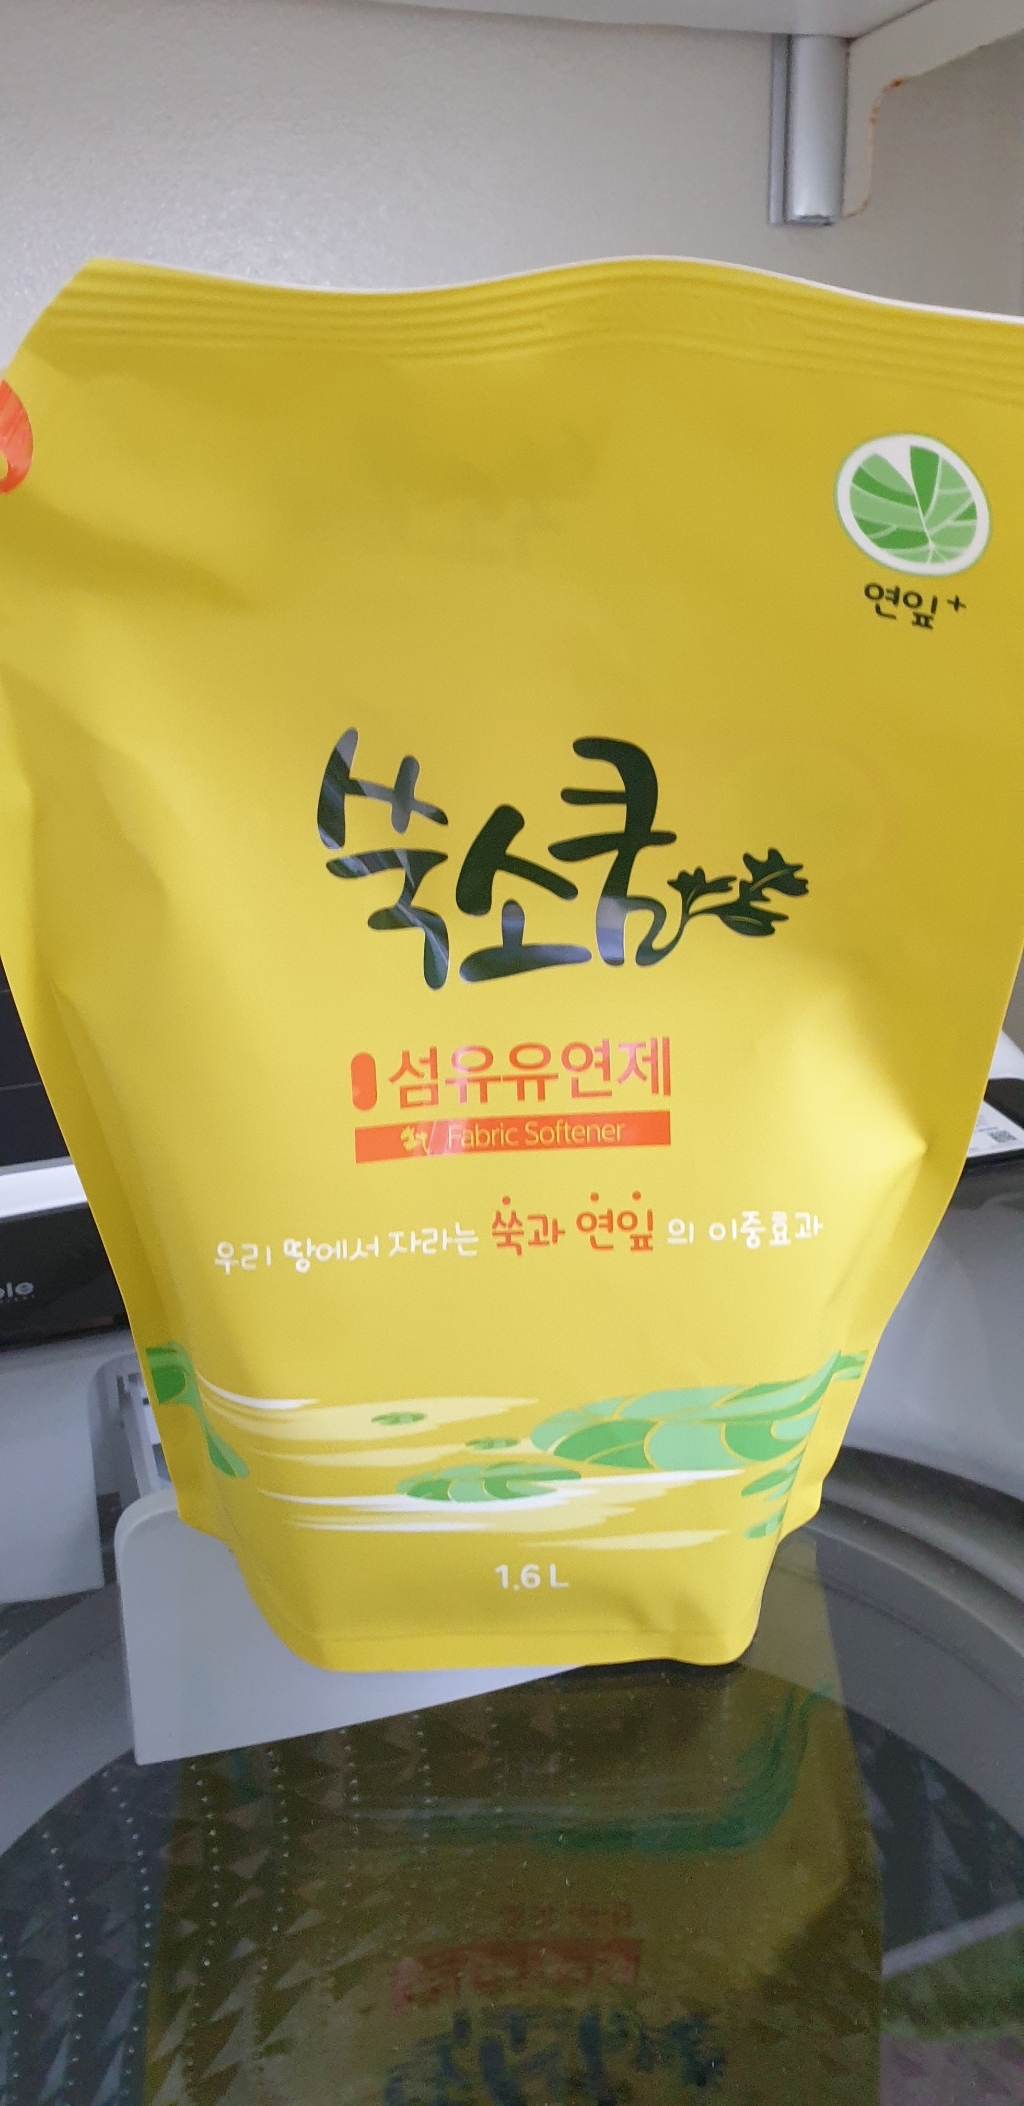 연잎+
쑥소쿰
섬유유연제
Fabric Softener
우리 땅에서 자라는 쑥과 연잎의 이중효과
1.6 L